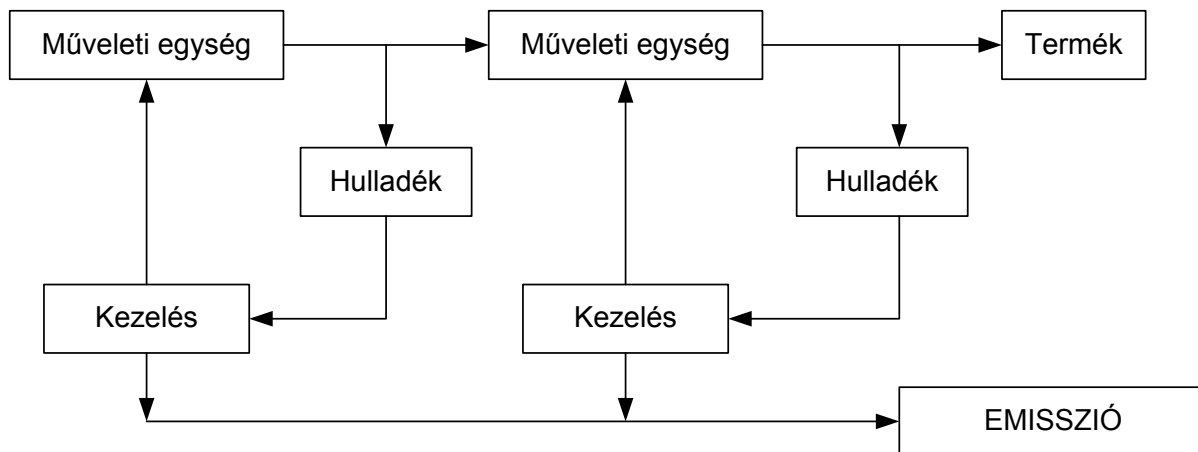 Műveleti egység
Műveleti egység
Termék
Hulladék
Hulladék
Kezelés
Kezelés
EMISSZIÓ